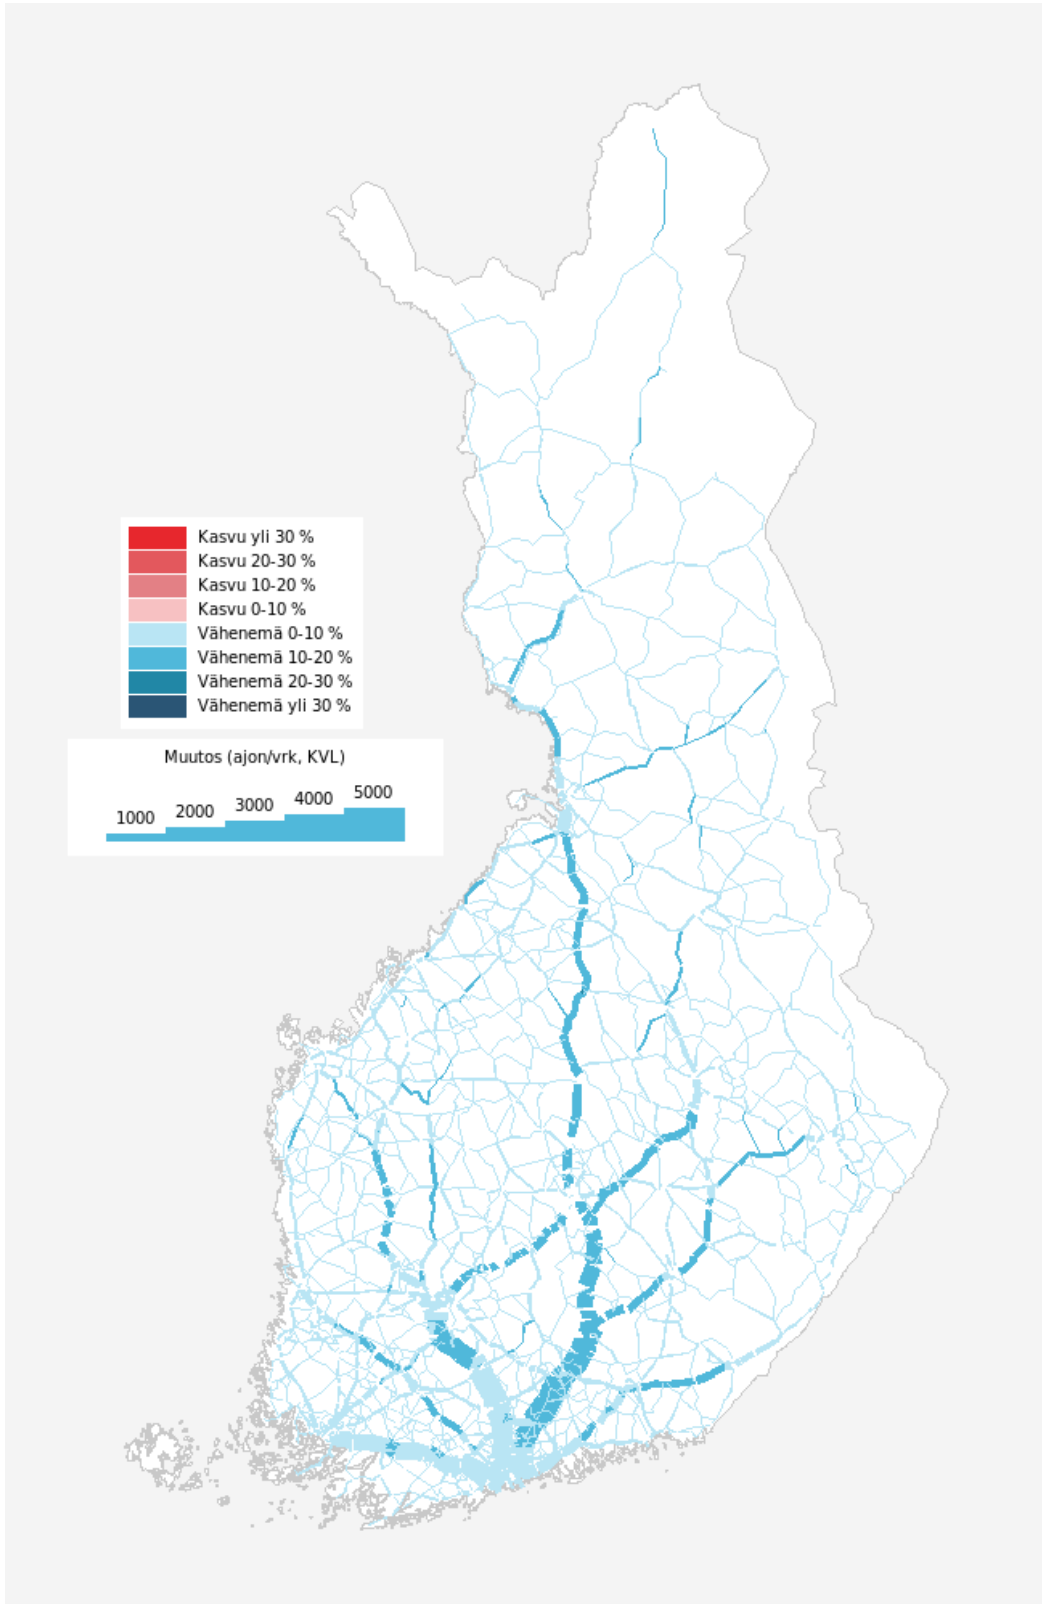 Kasvu yli 30 %
Kasvu 20-30 %
Kasvu 10-20 %
Kasvu 0-10 %
Vähenemä 0-10 %
Vähenemä 10-20 %
Vähenemä 20-30 %
Vähenemä yli 30 %
Muutos (ajon/vrk, KVL)
1000 2000 3000 4000 5000